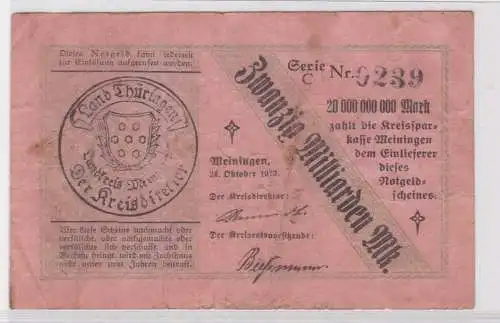 Dieses Notgeld kann jederzeit
zur Einlösung aufgerufen werden.
Land Thüringen
Landkreis
Der Kreisdirektor
Wer diese Scheine nachmacht oder
verfälscht, oder nachgemachte oder
verfälschte sich verschafft und in
Verkehr bringt, wird mit Zuchthaus
nicht unter zwei Jahren bestraft.
Zwanzig Milliarden Mk.
Serie
C
Nr. 0239
20 000 000 000 Mark
zahlt die Kreisspar-
kasse Meiningen
dem Einlieferer
dieses
Notgeld-
scheines.
Meiningen,
26. Oktober 1923.
Der Kreisdirektor:
Der Kreisvorsitzende: